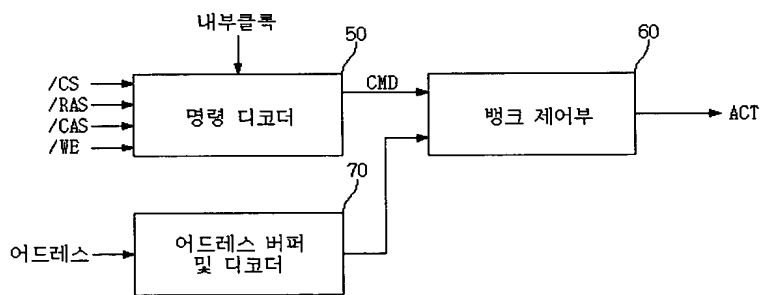 내부클록
50
60
/CS
/RAS
/CAS
/WE
명령 디코더
CMD
뱅크 제어부
ACT
70
어드레스
어드레스 버퍼
및 디코더